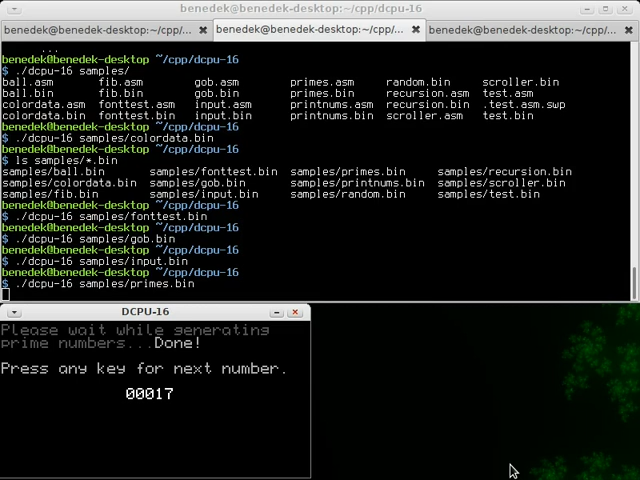 benedek@benedek-desktop:~/cpp/dcpu-16
benedek@benedek-desktop:~/cpp/... benedek@benedek-desktop:~/cpp/... benedek@benedek-desktop:~/cpp/...
...
benedek@benedek-desktop ~/cpp/dcpu-16
$ ./dcpu-16 samples/
ball.asm fib.asm gob.asm primes.asm random.bin scroller.bin
ball.bin fib.bin gob.bin primes.bin recursion.asm test.asm
colordata.asm fonttest.asm input.asm printnums.asm recursion.bin .test.asm.swp
colordata.bin fonttest.bin input.bin printnums.bin scroller.asm test.bin
benedek@benedek-desktop ~/cpp/dcpu-16
$ ./dcpu-16 samples/colordata.bin
benedek@benedek-desktop ~/cpp/dcpu-16
$ ls samples/*.bin
samples/ball.bin samples/fonttest.bin samples/primes.bin samples/recursion.bin
samples/colordata.bin samples/gob.bin samples/printnums.bin samples/scroller.bin
samples/fib.bin samples/input.bin samples/random.bin samples/test.bin
benedek@benedek-desktop ~/cpp/dcpu-16
$ ./dcpu-16 samples/fonttest.bin
benedek@benedek-desktop ~/cpp/dcpu-16
$ ./dcpu-16 samples/gob.bin
benedek@benedek-desktop ~/cpp/dcpu-16
$ ./dcpu-16 samples/input.bin
benedek@benedek-desktop ~/cpp/dcpu-16
$ ./dcpu-16 samples/primes.bin
DCPU-16
Please wait while generating
prime numbers...Done!
Press any key for next number.
00017